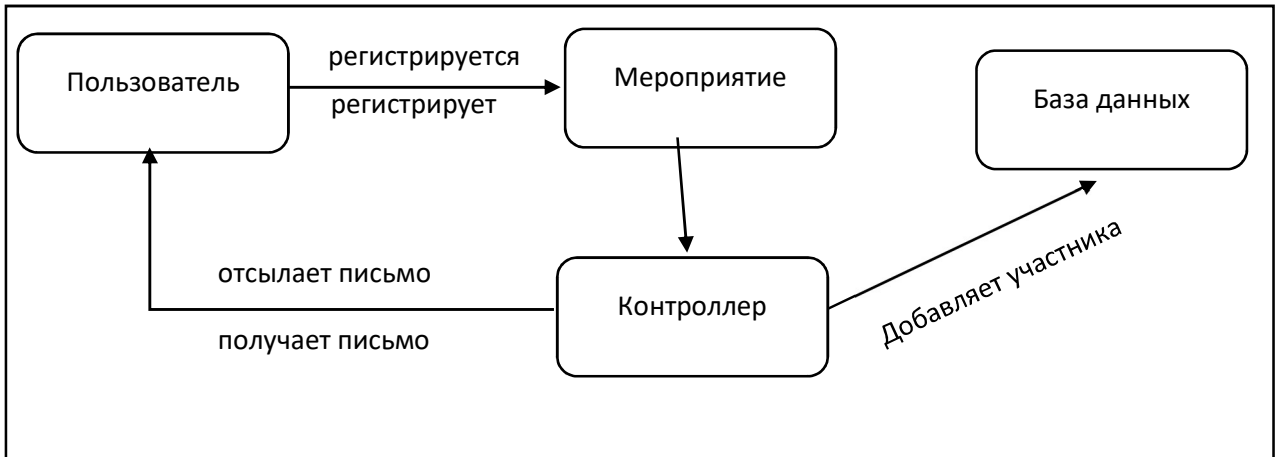 Пользователь
регистрируется
регистрирует
Мероприятие
База данных
отсылает письмо
получает письмо
Контроллер
Добавляет участника